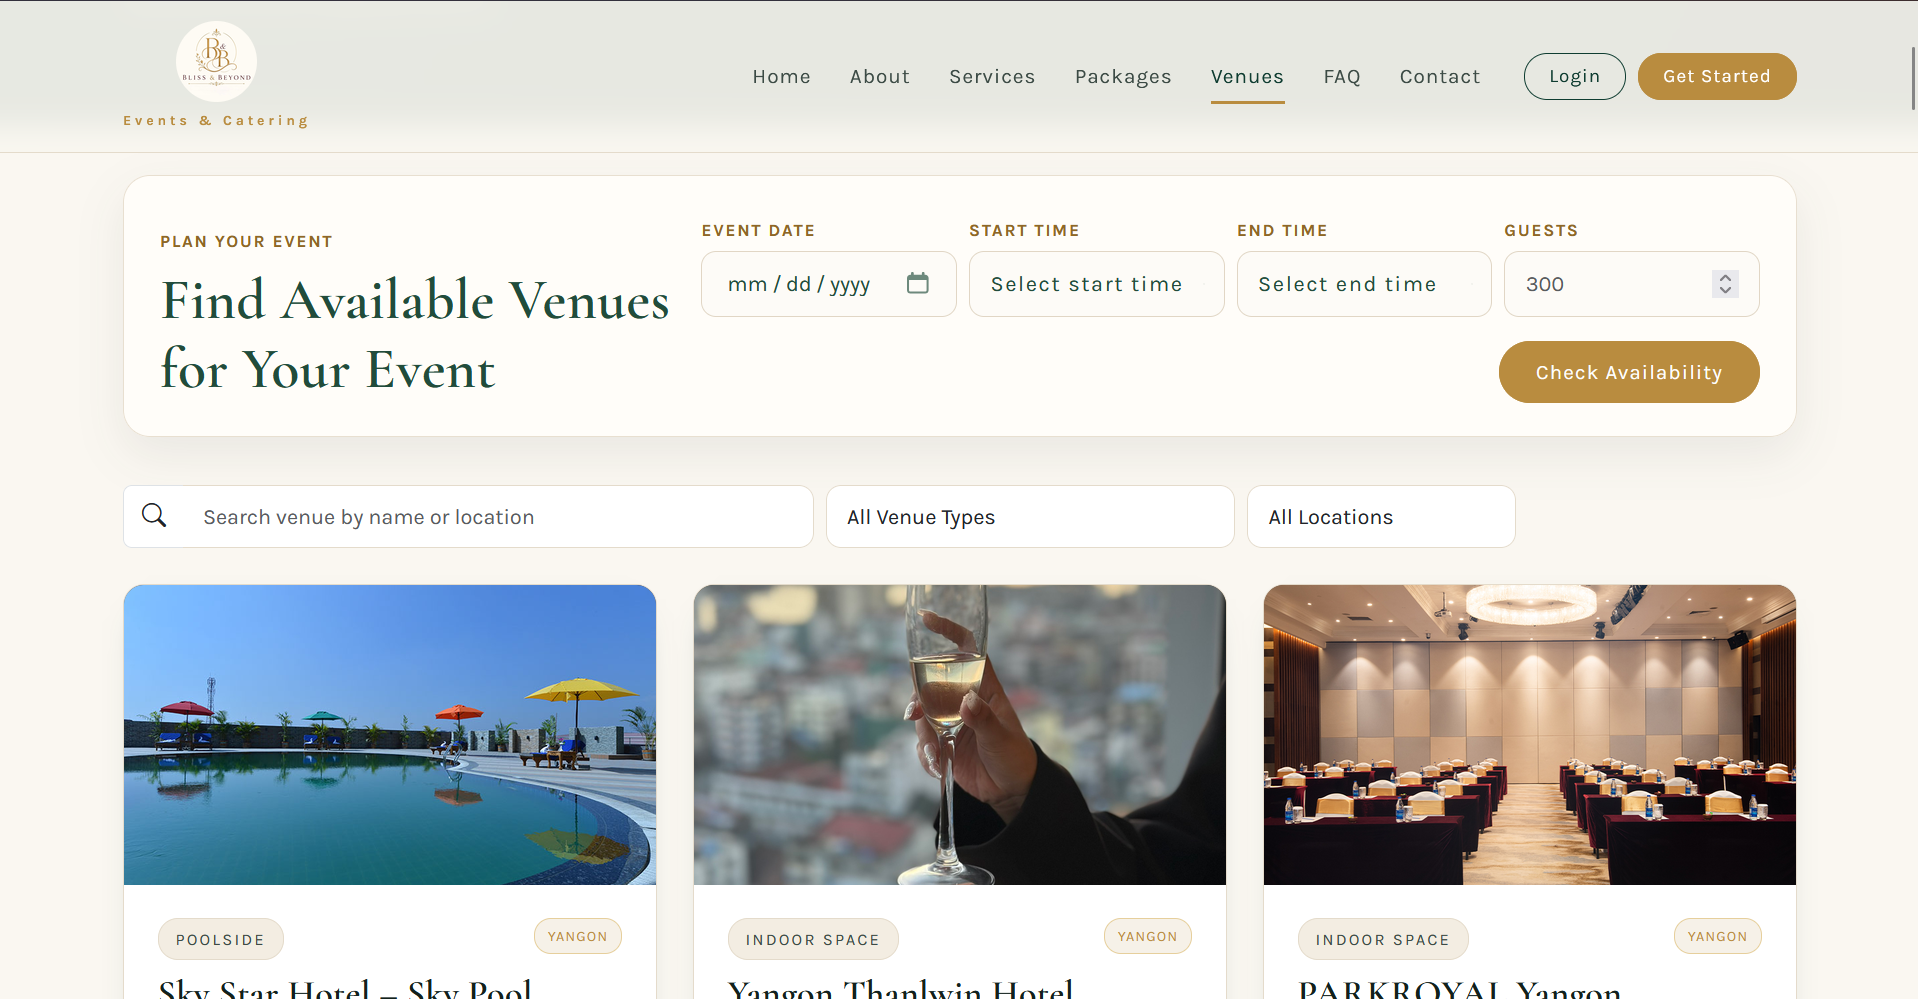 B&B
BLISS & BEYOND
Events & Catering
Home
About
Services
Packages
Venues
FAQ
Contact
Login
Get Started
PLAN YOUR EVENT
Find Available Venues
for Your Event
EVENT DATE
mm / dd / yyyy
START TIME
Select start time
END TIME
Select end time
GUESTS
300
Check Availability
Search venue by name or location
All Venue Types
All Locations
POOLSIDE
YANGON
Sky Star Hotel – Sky Pool
INDOOR SPACE
YANGON
Yangon Thanlwin Hotel
INDOOR SPACE
YANGON
PARKROYAL Yangon